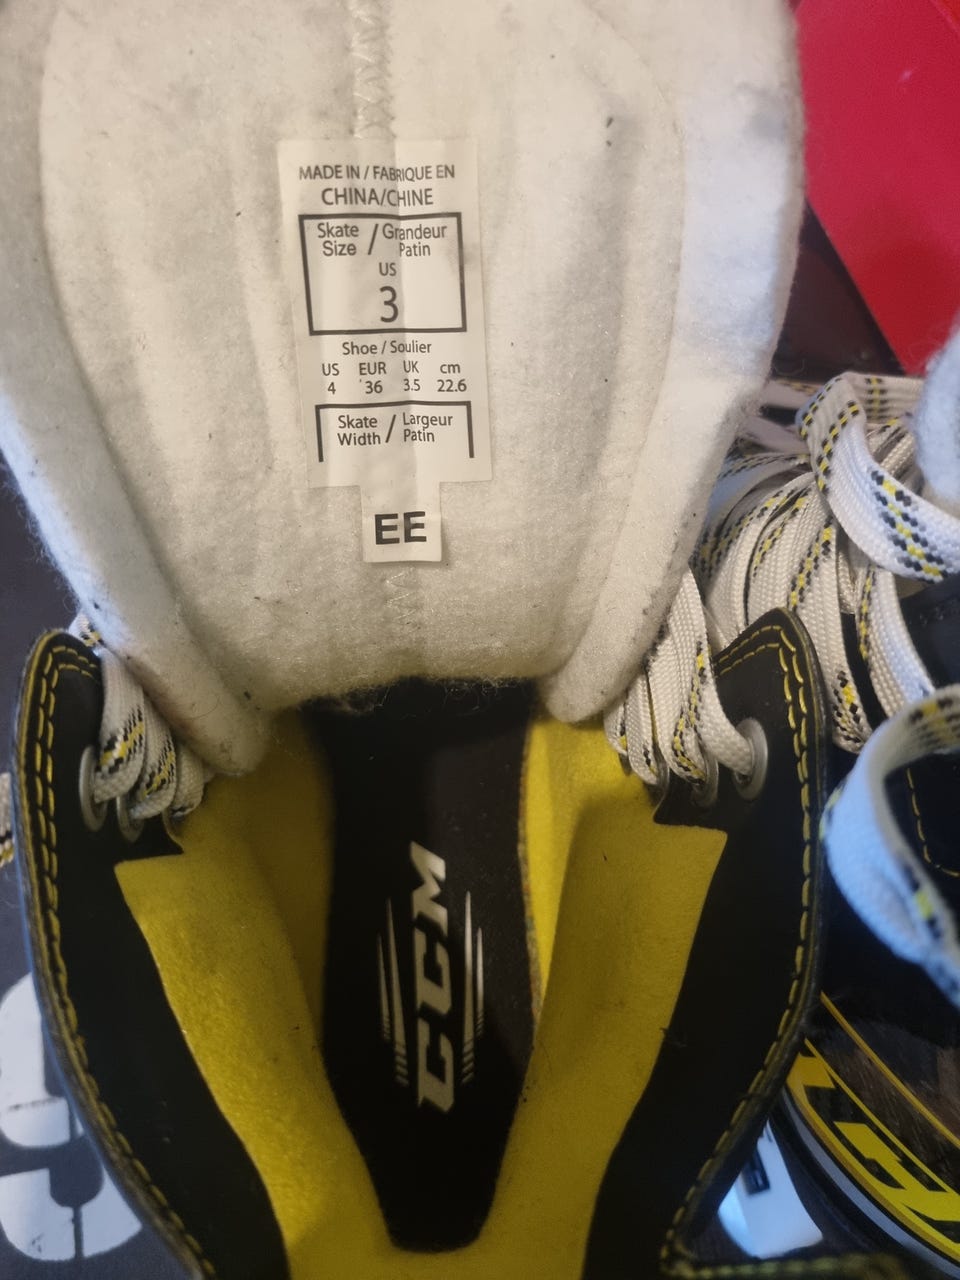 MADE IN / FABRIQUE EN
CHINA/CHINE
Skate / Grandeur
Size Patin
US
3
Shoe / Soulier
US EUR UK cm
4 36 3.5 22.6
Skate / Largeur
Width Patin
EE
CCM